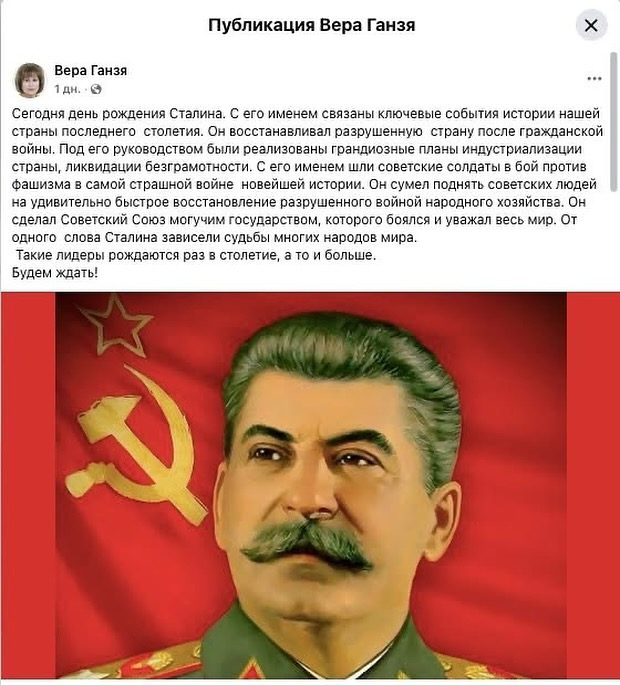 Публикация Вера Ганзя
Вера Ганзя
1 дн. ·
Сегодня день рождения Сталина. С его именем связаны ключевые события истории нашей
страны последнего столетия. Он восстанавливал разрушенную страну после гражданской
войны. Под его руководством были реализованы грандиозные планы индустриализации
страны, ликвидации безграмотности. С его именем шли советские солдаты в бой против
фашизма в самой страшной войне новейшей истории. Он сумел поднять советских людей
на удивительно быстрое восстановление разрушенного войной народного хозяйства. Он
сделал Советский Союз могучим государством, которого боялся и уважал весь мир. От
одного слова Сталина зависели судьбы многих народов мира.
Такие лидеры рождаются раз в столетие, а то и больше.
Будем ждать!